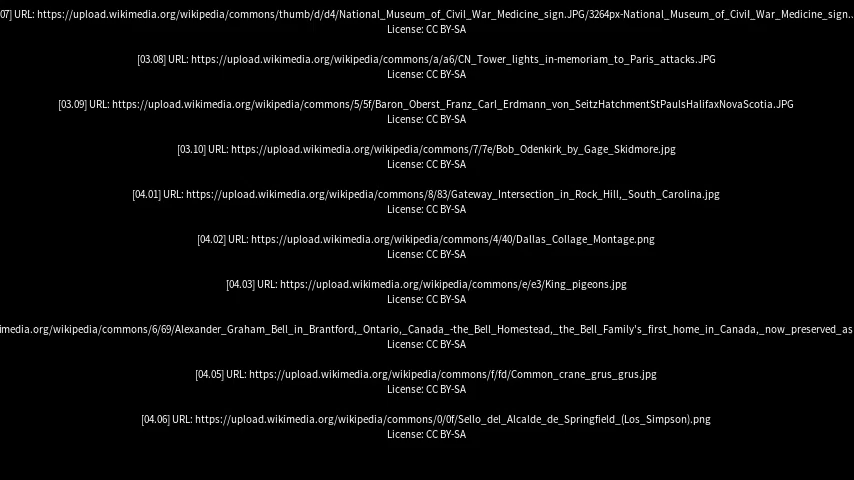 07] URL: https://upload.wikimedia.org/wikipedia/commons/thumb/d/d4/National_Museum_of_Civil_War_Medicine_sign.JPG/3264px-National_Museum_of_Civil_War_Medicine_sign..
License: CC BY-SA
[03.08] URL: https://upload.wikimedia.org/wikipedia/commons/a/a6/CN_Tower_lights_in-memoriam_to_Paris_attacks.JPG
License: CC BY-SA
[03.09] URL: https://upload.wikimedia.org/wikipedia/commons/5/5f/Baron_Oberst_Franz_Carl_Erdmann_von_SeitzHatchmentStPaulsHalifaxNovaScotia.JPG
License: CC BY-SA
[03.10] URL: https://upload.wikimedia.org/wikipedia/commons/7/7e/Bob_Odenkirk_by_Gage_Skidmore.jpg
License: CC BY-SA
[04.01] URL: https://upload.wikimedia.org/wikipedia/commons/8/83/Gateway_Intersection_in_Rock_Hill,_South_Carolina.jpg
License: CC BY-SA
[04.02] URL: https://upload.wikimedia.org/wikipedia/commons/4/40/Dallas_Collage_Montage.png
License: CC BY-SA
[04.03] URL: https://upload.wikimedia.org/wikipedia/commons/e/e3/King_pigeons.jpg
License: CC BY-SA
imedia.org/wikipedia/commons/6/69/Alexander_Graham_Bell_in_Brantford,_Ontario,_Canada_-the_Bell_Homestead,_the_Bell_Family's_first_home_in_Canada,_now_preserved_as
License: CC BY-SA
[04.05] URL: https://upload.wikimedia.org/wikipedia/commons/f/fd/Common_crane_grus_grus.jpg
License: CC BY-SA
[04.06] URL: https://upload.wikimedia.org/wikipedia/commons/0/0f/Sello_del_Alcalde_de_Springfield_(Los_Simpson).png
License: CC BY-SA